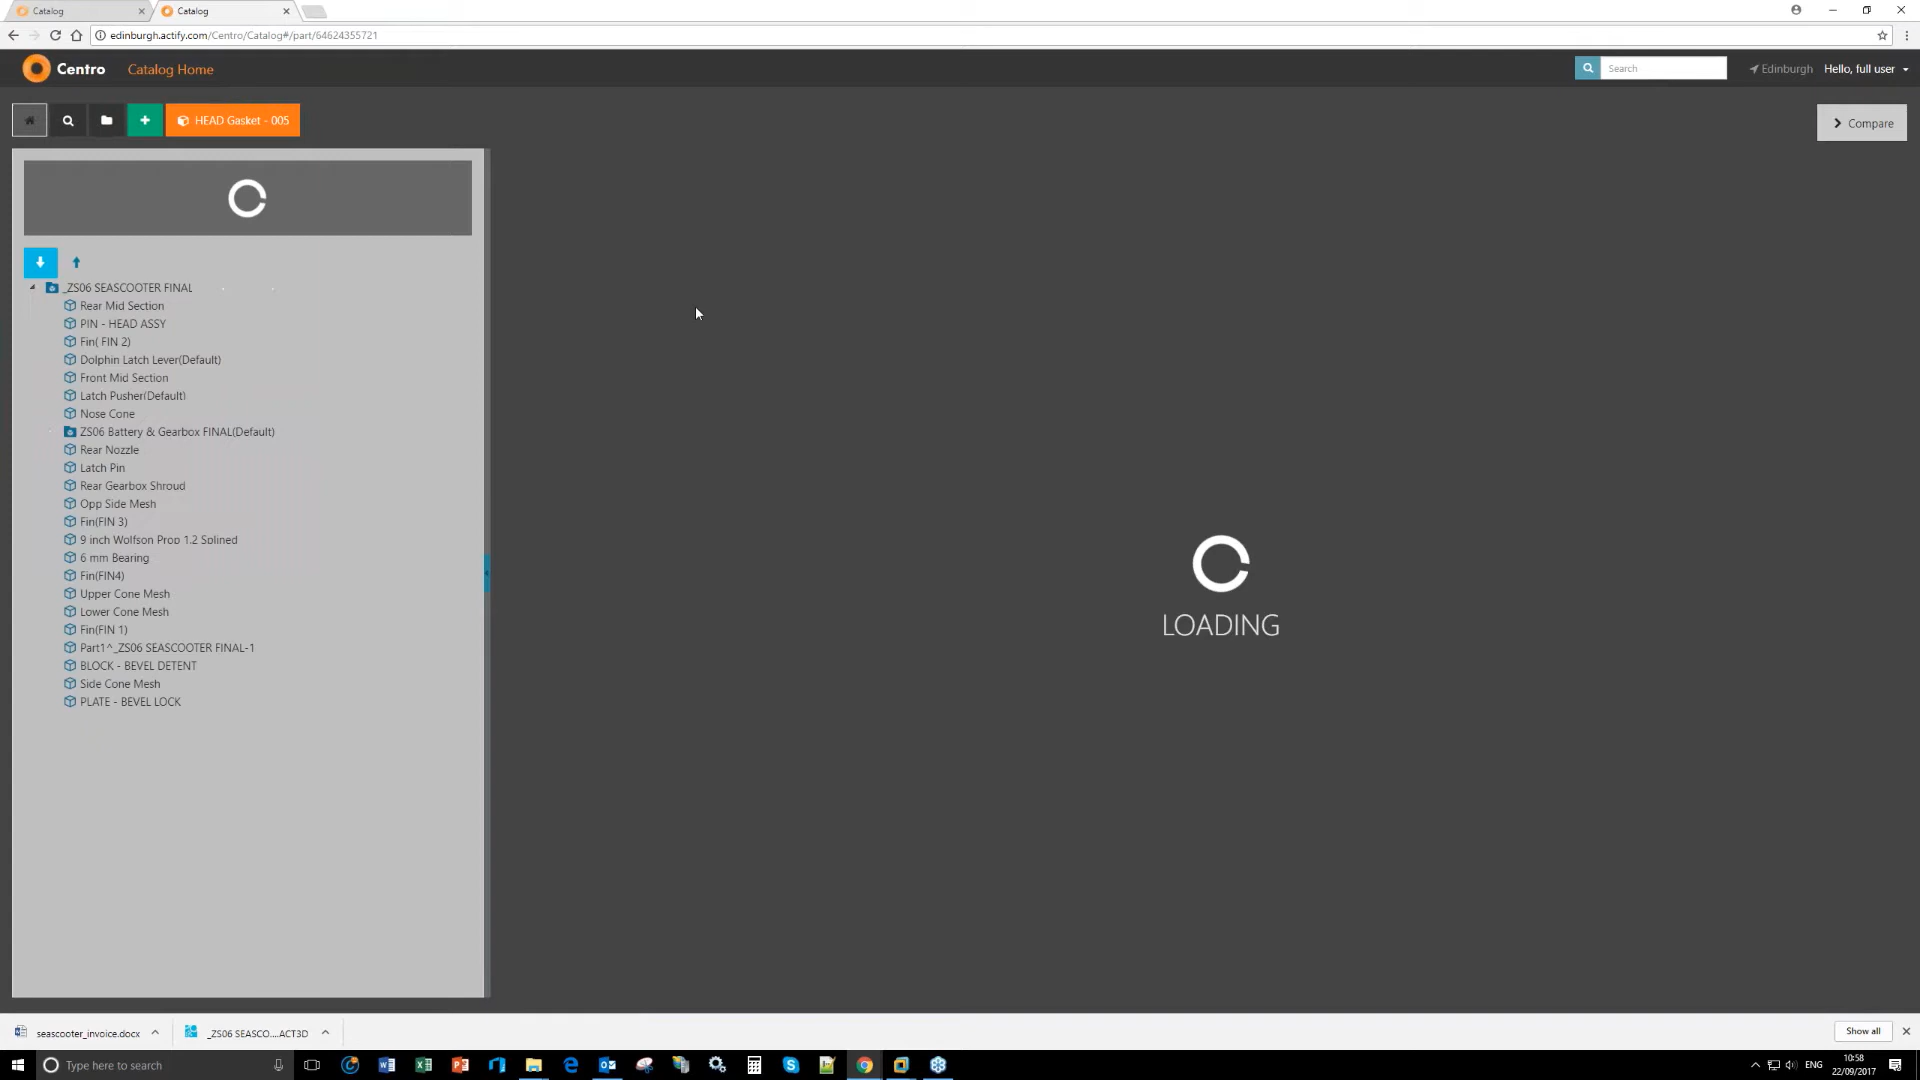 Catalog
Catalog
edinburgh.actify.com/Centro/Catalog#/part/64624355721
Centro
Catalog Home
Search
Edinburgh
Hello, full user
HEAD Gasket - 005
Compare
_ZS06 SEASCOOTER FINAL
Rear Mid Section
PIN - HEAD ASSY
Fin( FIN 2)
Dolphin Latch Lever(Default)
Front Mid Section
Latch Pusher(Default)
Nose Cone
ZS06 Battery & Gearbox FINAL(Default)
Rear Nozzle
Latch Pin
Rear Gearbox Shroud
Opp Side Mesh
Fin(FIN 3)
9 inch Wolfson Prop 1.2 Splined
6 mm Bearing
Fin(FIN4)
Upper Cone Mesh
Lower Cone Mesh
Fin(FIN 1)
Part1^_ZS06 SEASCOOTER FINAL-1
BLOCK - BEVEL DETENT
Side Cone Mesh
PLATE - BEVEL LOCK
LOADING
seascooter_invoice.docx
_ZS06 SEASCO....ACT3D
Show all
Type here to search
ENG
10:58
22/09/2017